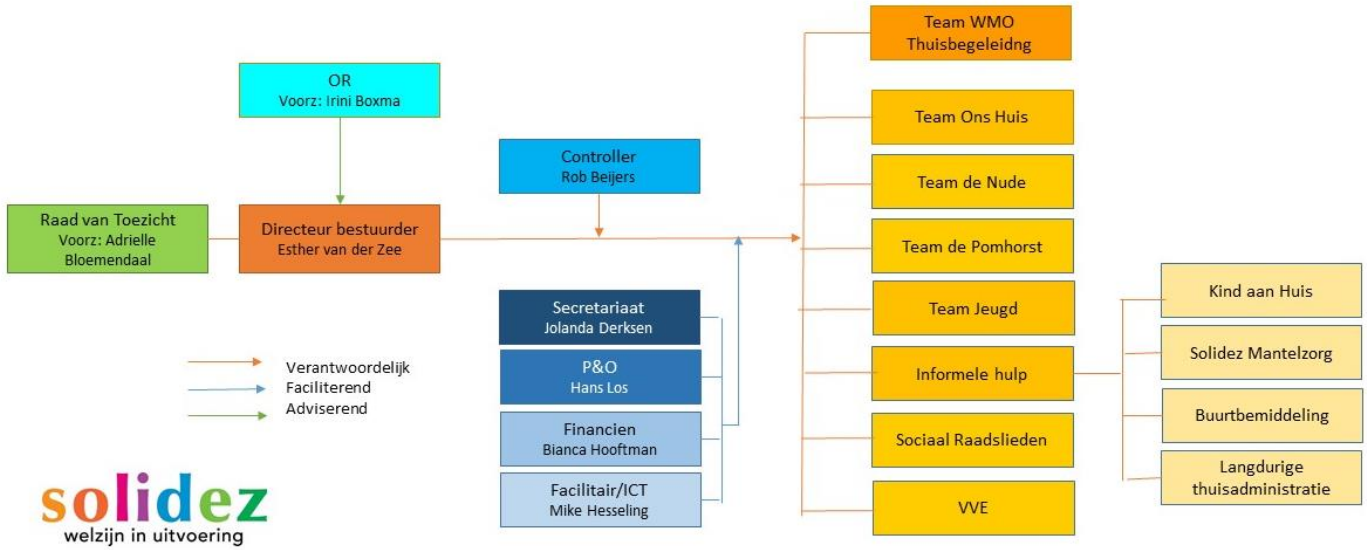 OR
Voorz: Irini Boxma
Raad van Toezicht
Voorz: Adrielle
Bloemendaal
Directeur bestuurder
Esther van der Zee
Controller
Rob Beijers
Secretariaat
Jolanda Derksen
P&O
Hans Los
Financien
Bianca Hooftman
Facilitair/ICT
Mike Hesseling
Verantwoordelijk
Faciliterend
Adviserend
Team WMO
Thuisbegeleidng
Team Ons Huis
Team de Nude
Team de Pomhorst
Team Jeugd
Informele hulp
Sociaal Raadslieden
VVE
Kind aan Huis
Solidez Mantelzorg
Buurtbemiddeling
Langdurige
thuisadministratie
solidez
welzijn in uitvoering